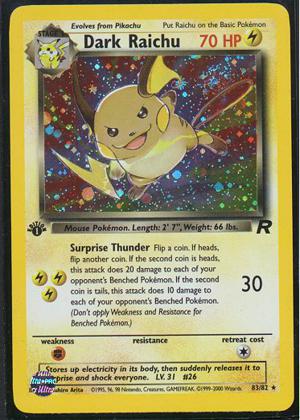 Evolves from Pikachu Put Raichu on the Basic Pokémon
STAGE 1
Dark Raichu 70 HP
EDITION
1
R
Mouse Pokémon. Length: 2' 7", Weight: 66 lbs.
Surprise Thunder Flip a coin. If heads,
flip another coin. If the second coin is heads,
this attack does 20 damage to each of your
opponent's Benched Pokémon. If the second
coin is tails, this attack does 10 damage to
each of your opponent's Benched Pokémon.
(Don't apply Weakness and Resistance for
Benched Pokémon.)
30
weakness resistance retreat cost
Stores up electricity in its body, then suddenly releases it to
surprise and shock everyone. LV. 31 #26
Arita ©1995, 96, 98 Nintendo, Creatures, GAMEFREAK. ©1999-2000 Wizards. 83/82 ★